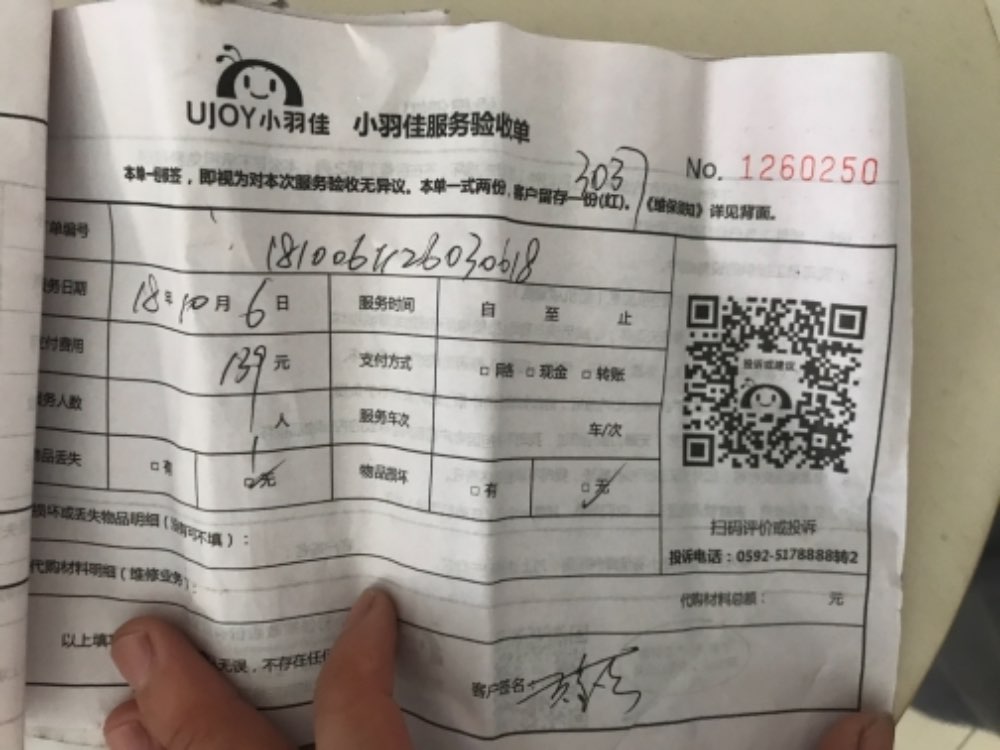 UJOY小羽佳 小羽佳服务验收单
303
No. 1260250
本单一经签,即视为对本次服务验收无异议。本单一式两份,客户留存一份(红)。《维保须知》详见背面。
单编号
务日期 18年10月6日 服务时间 自 至 止
付费用 139元 支付方式 □网络 □现金 □转账
务人数 人 服务车次 车/次
品丢失 □有 □无 物品损坏 □有 □无
投诉或建议
扫码评价或投诉
投诉电话:0592-5178888转2
损坏或丢失物品明细(没有可不填):
代购材料明细(维修业务): 代购材料总额: 元
以上填 无误,不存在任
客户签名: